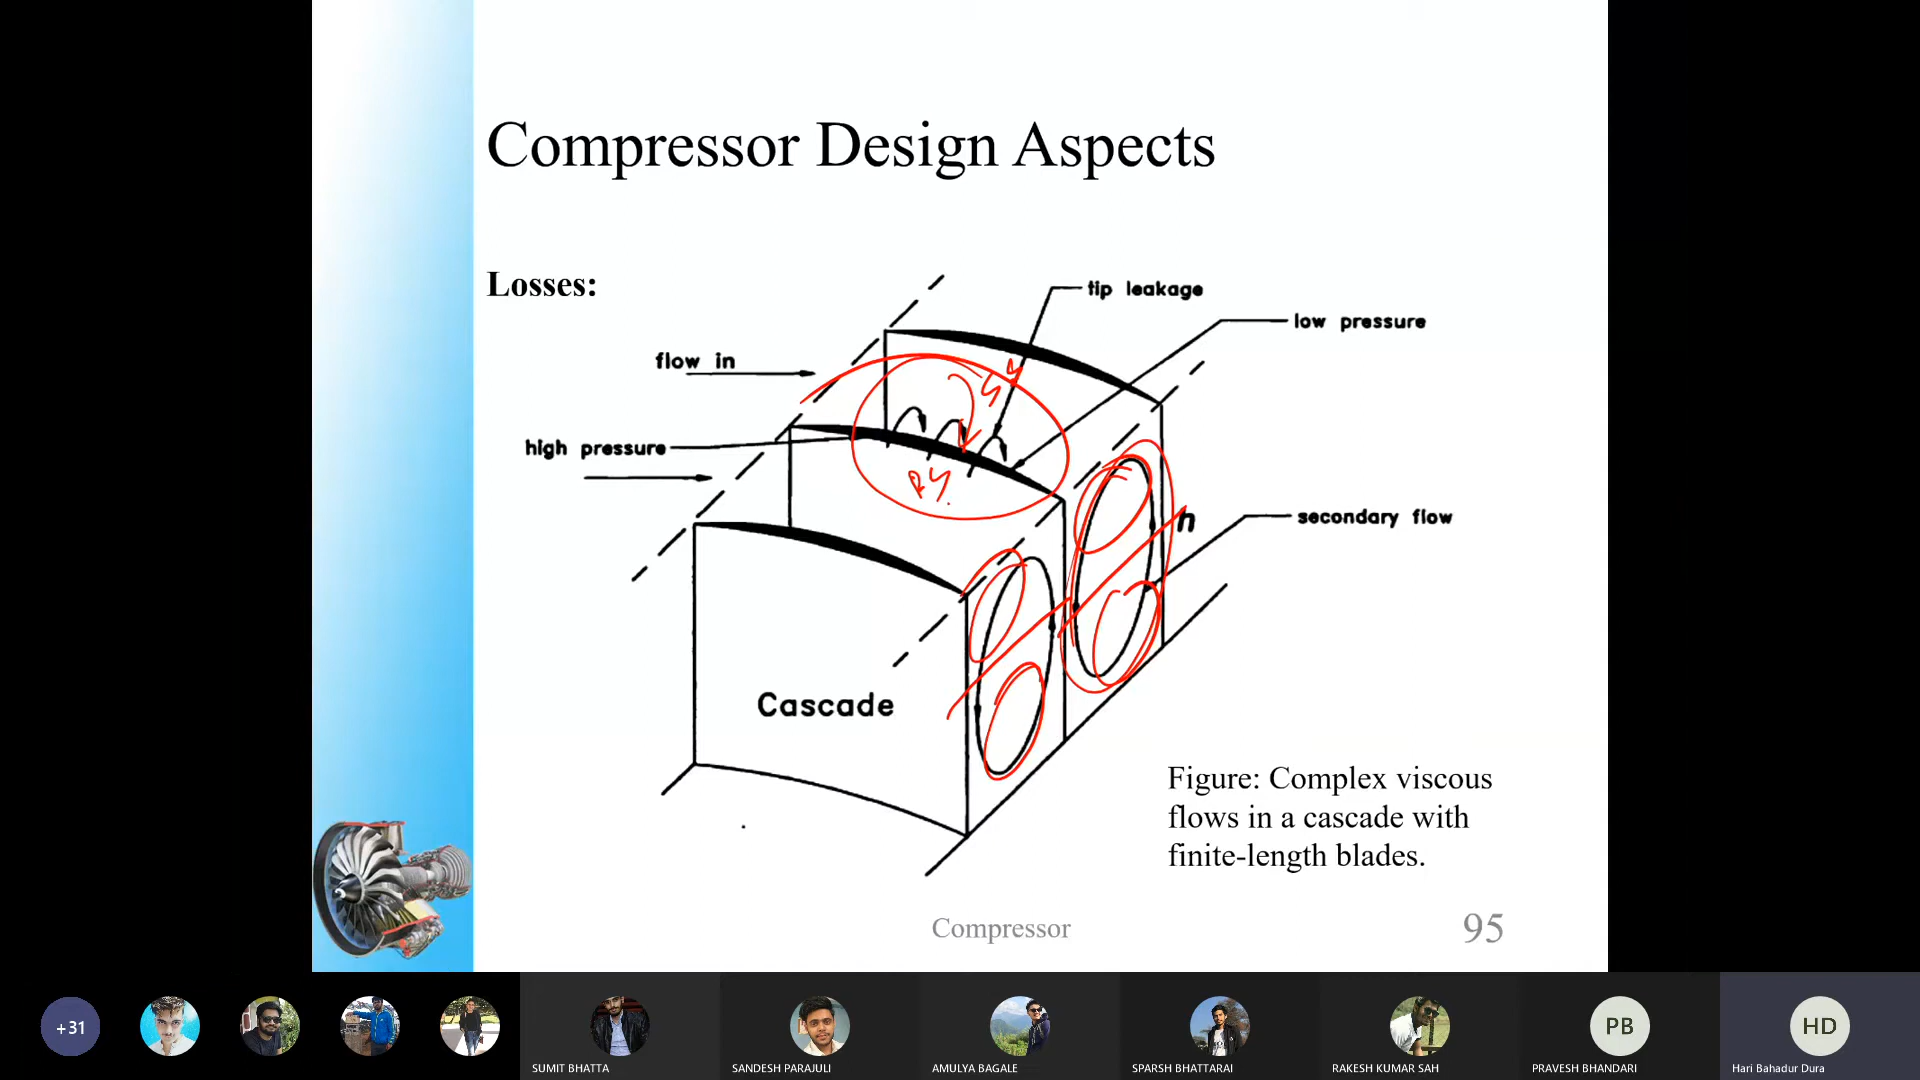 Compressor Design Aspects
Losses:
tip leakage
low pressure
flow in
high pressure
SS
PS
h
secondary flow
Cascade
Figure: Complex viscous
flows in a cascade with
finite-length blades.
Compressor
95
+31
PB
HD
SUMIT BHATTA
SANDESH PARAJULI
AMULYA BAGALE
SPARSH BHATTARAI
RAKESH KUMAR SAH
PRAVESH BHANDARI
Hari Bahadur Dura